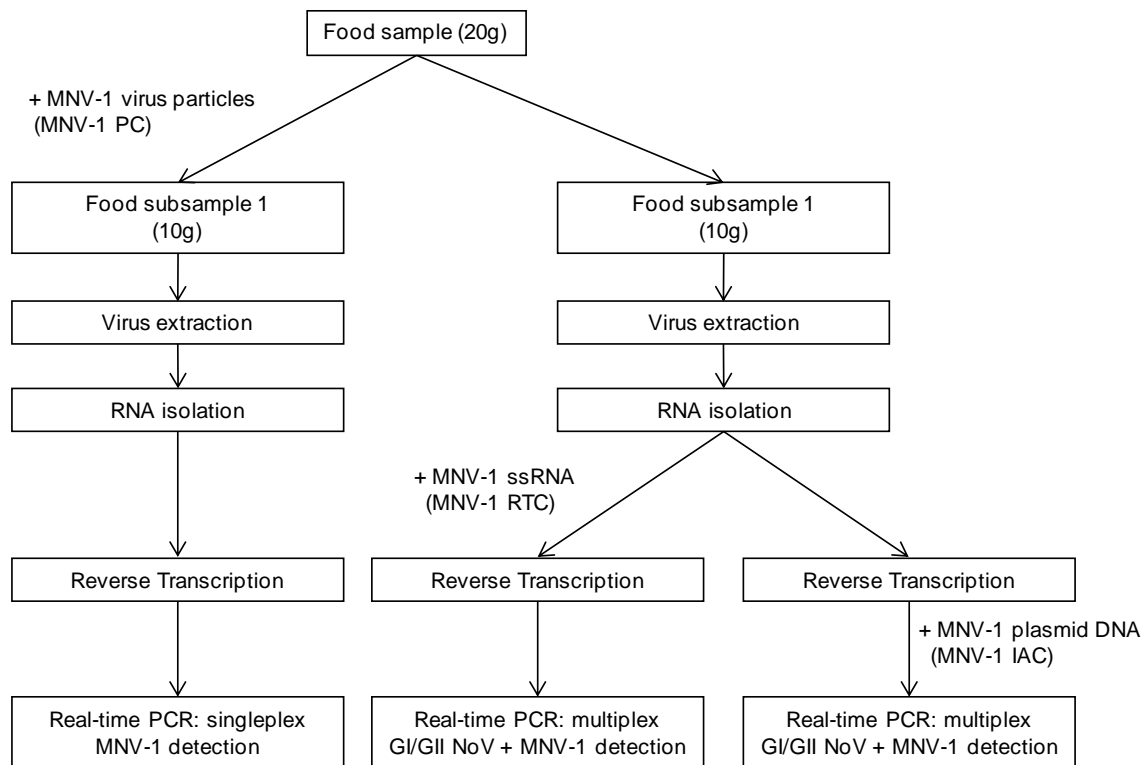 Food sample (20g)
+ MNV-1 virus particles
(MNV-1 PC)
Food subsample 1
(10g)
Food subsample 1
(10g)
Virus extraction
Virus extraction
RNA isolation
RNA isolation
+ MNV-1 ssRNA
(MNV-1 RTC)
Reverse Transcription
Reverse Transcription
Reverse Transcription
+ MNV-1 plasmid DNA
(MNV-1 IAC)
Real-time PCR: singleplex
MNV-1 detection
Real-time PCR: multiplex
GI/GII NoV + MNV-1 detection
Real-time PCR: multiplex
GI/GII NoV + MNV-1 detection